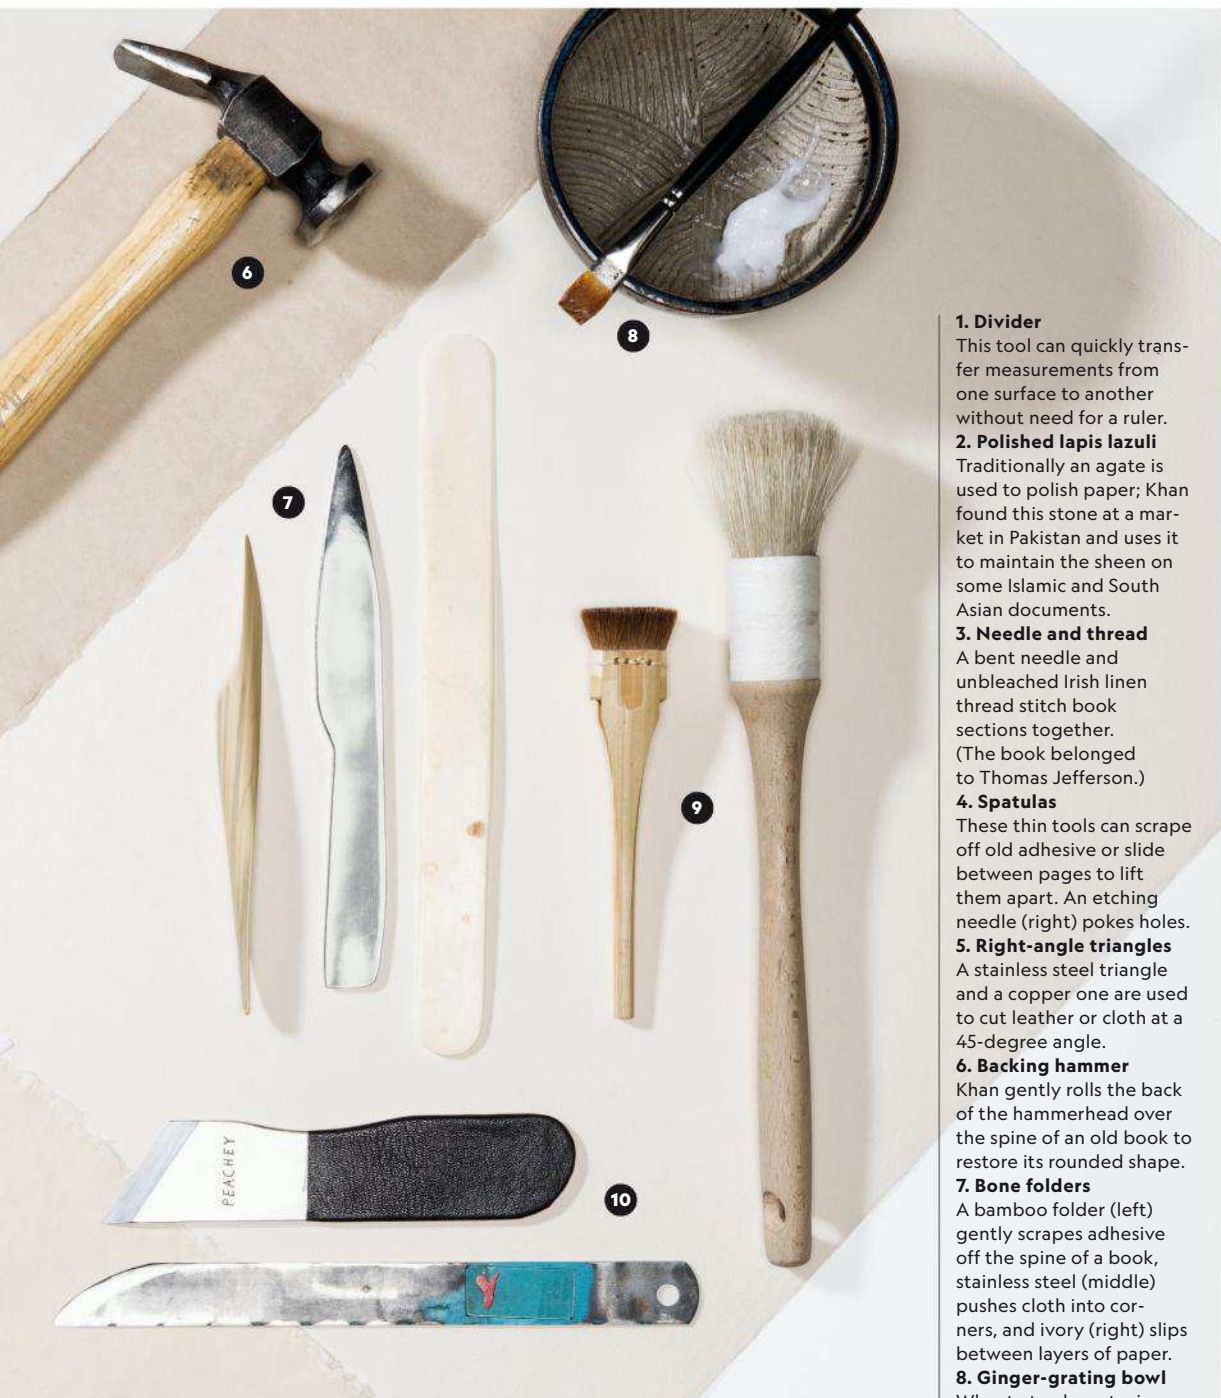 6
8
7
9
PEACHEY
10
1. Divider
This tool can quickly trans-
fer measurements from
one surface to another
without need for a ruler.
2. Polished lapis lazuli
Traditionally an agate is
used to polish paper; Khan
found this stone at a mar-
ket in Pakistan and uses it
to maintain the sheen on
some Islamic and South
Asian documents.
3. Needle and thread
A bent needle and
unbleached Irish linen
thread stitch book
sections together.
(The book belonged
to Thomas Jefferson.)
4. Spatulas
These thin tools can scrape
off old adhesive or slide
between pages to lift
them apart. An etching
needle (right) pokes holes.
5. Right-angle triangles
A stainless steel triangle
and a copper one are used
to cut leather or cloth at a
45-degree angle.
6. Backing hammer
Khan gently rolls the back
of the hammerhead over
the spine of an old book to
restore its rounded shape.
7. Bone folders
A bamboo folder (left)
gently scrapes adhesive
off the spine of a book,
stainless steel (middle)
pushes cloth into cor-
ners, and ivory (right) slips
between layers of paper.
8. Ginger-grating bowl